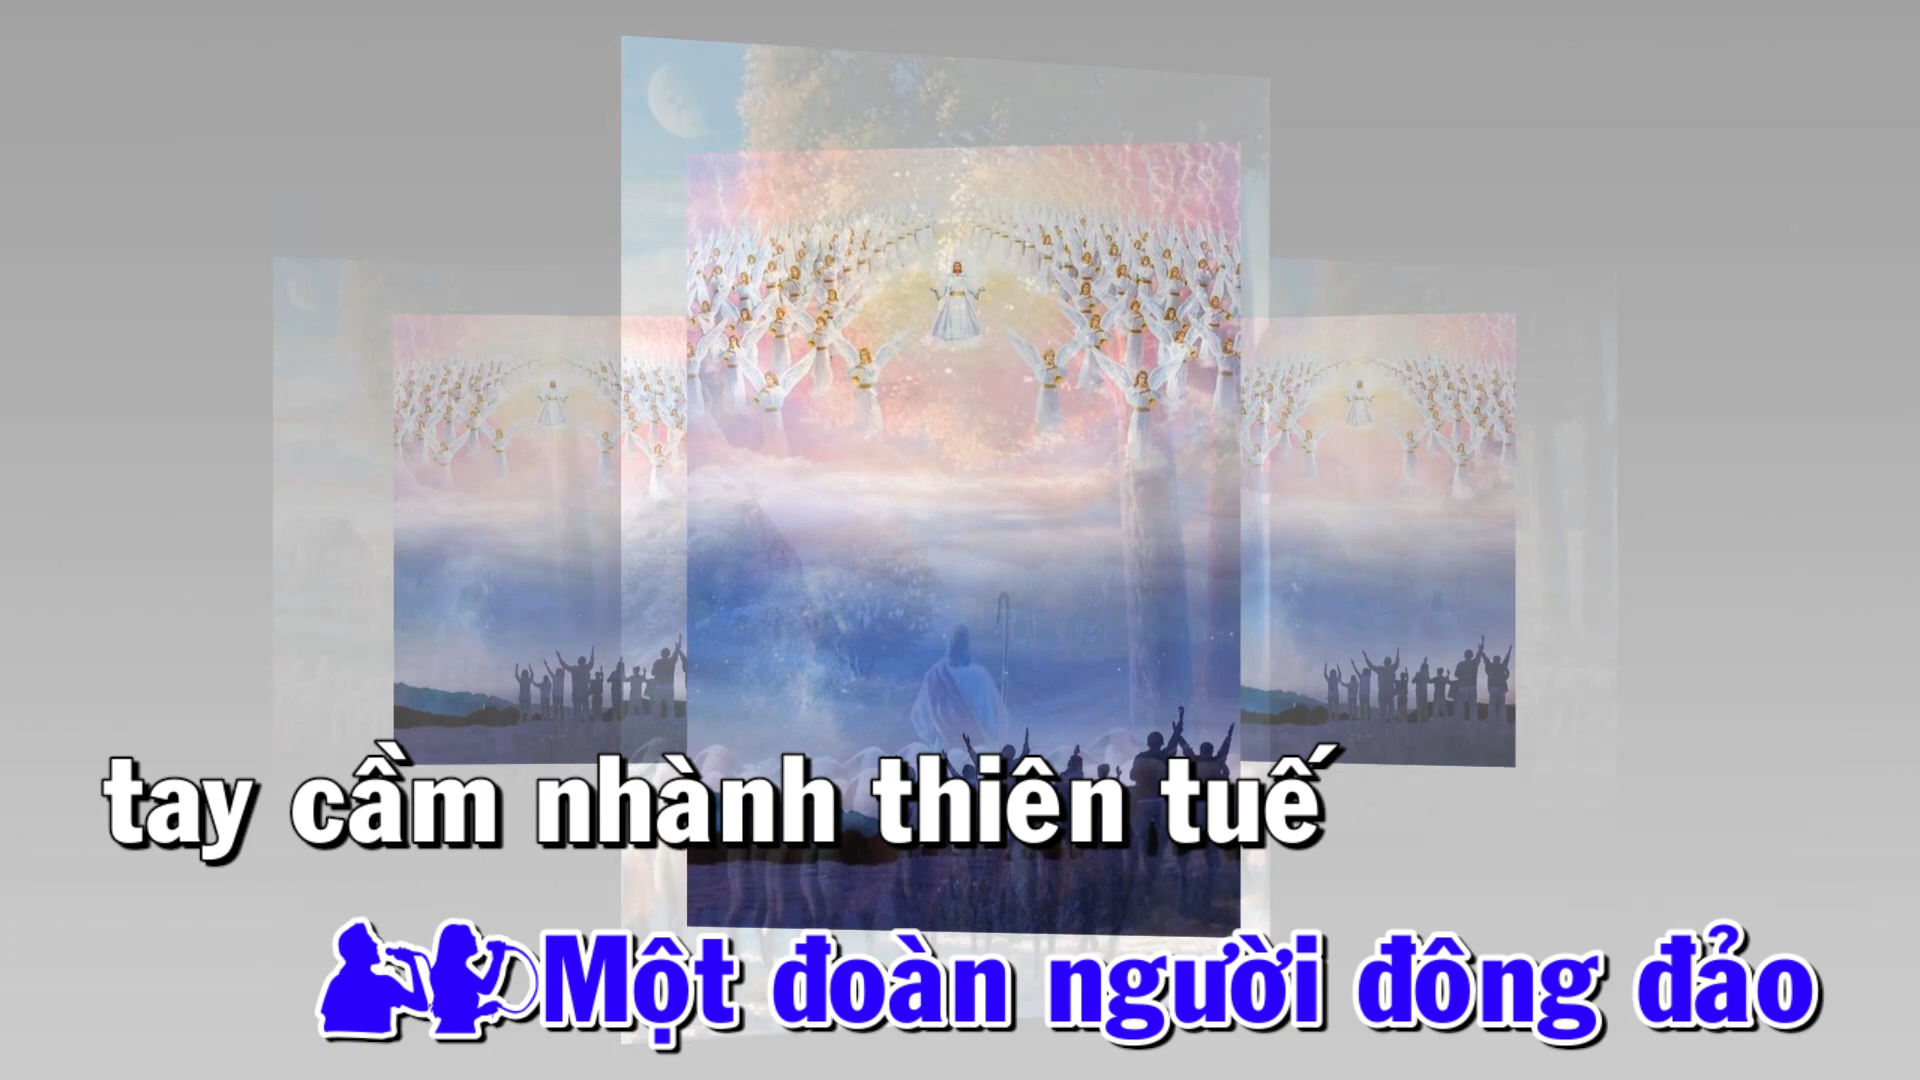 tay cầm nhành thiên tuế
Một đoàn người đông đảo